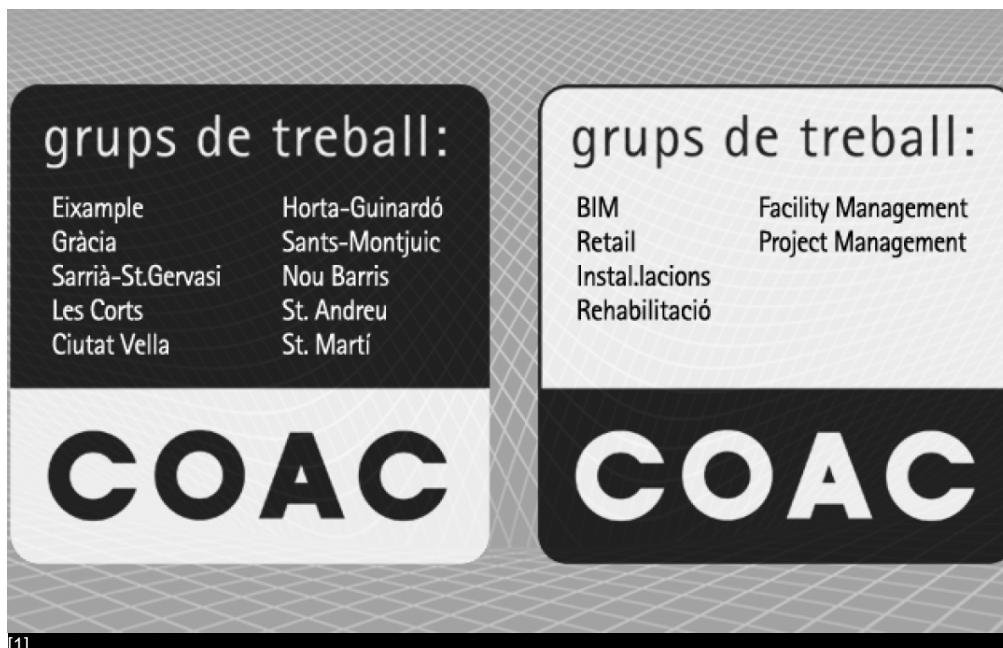 grups de treball:
Eixample
Gràcia
Sarrià-St.Gervasi
Les Corts
Ciutat Vella
Horta-Guinardó
Sants-Montjuic
Nou Barris
St. Andreu
St. Martí
COAC
grups de treball:
BIM
Retail
Instal.lacions
Rehabilitació
Facility Management
Project Management
COAC
[1]